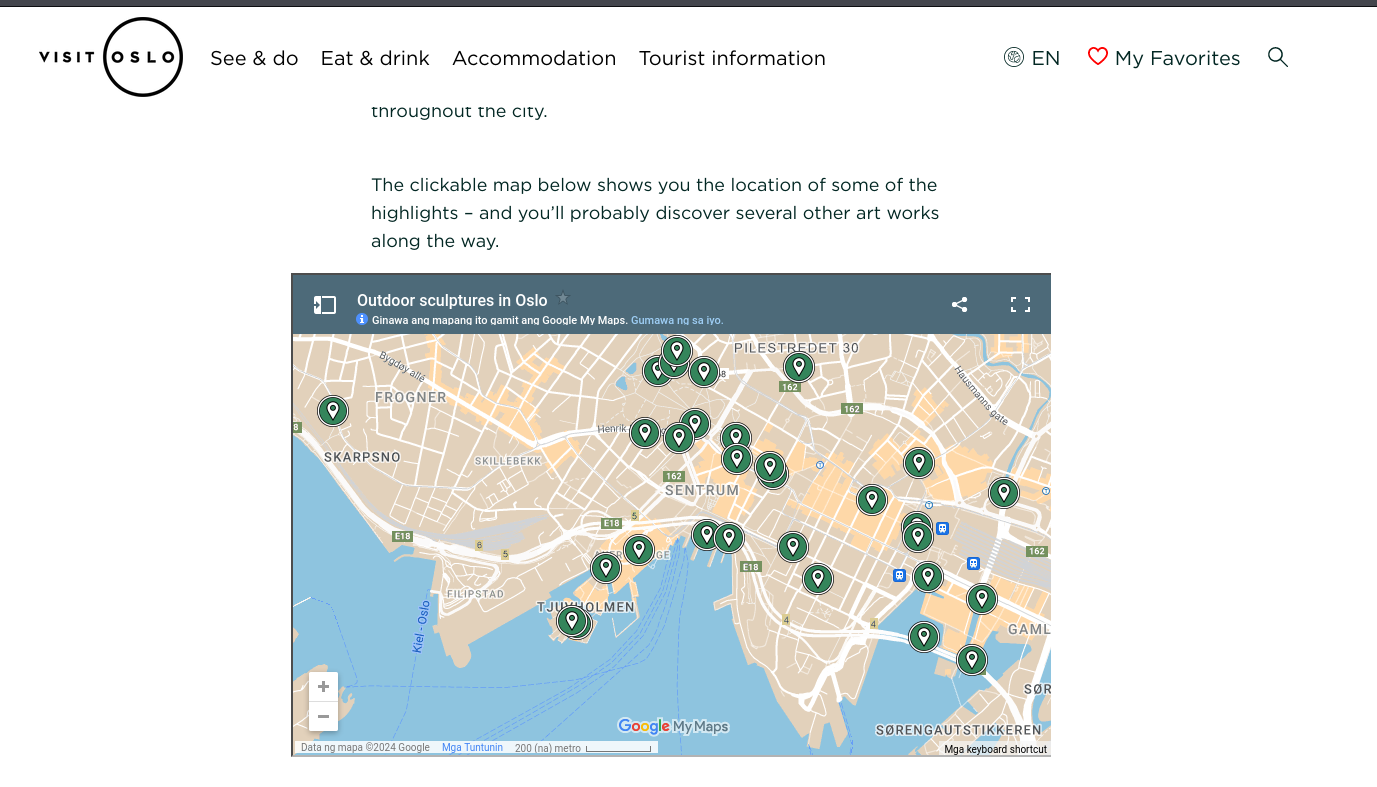 VISIT OSLO
See & do Eat & drink Accommodation Tourist information
EN My Favorites
throughout the city.
The clickable map below shows you the location of some of the
highlights – and you’ll probably discover several other art works
along the way.
Outdoor sculptures in Oslo
Ginawa ang mapang ito gamit ang Google My Maps. Gumawa ng sa iyo.
PILESTREDET 30
Bygdøy allé
Hausmanns gate
FROGNER
162
162
Henrik
8
SKARPSNO
SKILLEBEKK
162
SENTRUM
E18
5
E18
6
5
162
E18
FILIPSTAD
TJUVHOLMEN
Kiel - Oslo
4
4
GAML
SØR
SØRENGAUTSTIKKEREN
+
−
Google My Maps
Data ng mapa ©2024 Google Mga Tuntunin 200 (na) metro
Mga keyboard shortcut